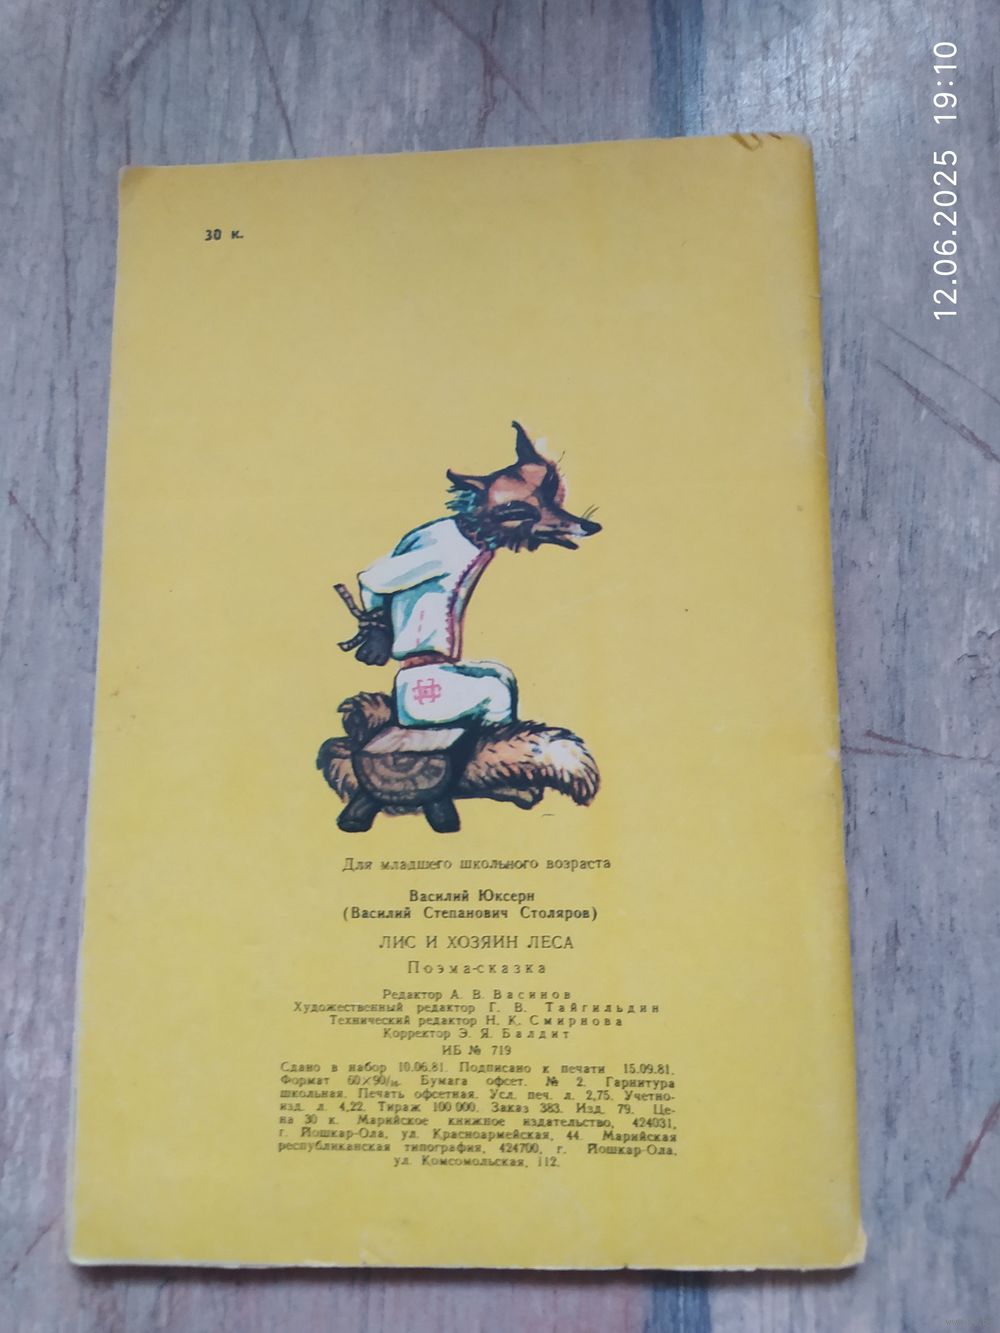 12.06.2025 19:10
30 к.
Для младшего школьного возраста
Василий Юксерн
(Василий Степанович Столяров)
ЛИС И ХОЗЯИН ЛЕСА
Поэма-сказка
Редактор А. В. Васинов
Художественный редактор Г. В. Тайгильдин
Технический редактор Н. К. Смирнова
Корректор Э. Я. Балдит
ИБ № 719
Сдано в набор 10.06.81. Подписано к печати 15.09.81.
Формат 60×90/16. Бумага офсет. № 2. Гарнитура
школьная. Печать офсетная. Усл. печ. л. 2,75. Учетно-
изд. л. 4,22. Тираж 100 000. Заказ 383. Изд. 79. Це-
на 30 к. Марийское книжное издательство, 424031,
г. Йошкар-Ола, ул. Красноармейская, 44. Марийская
республиканская типография, 424700, г. Йошкар-Ола,
ул. Комсомольская, 112.